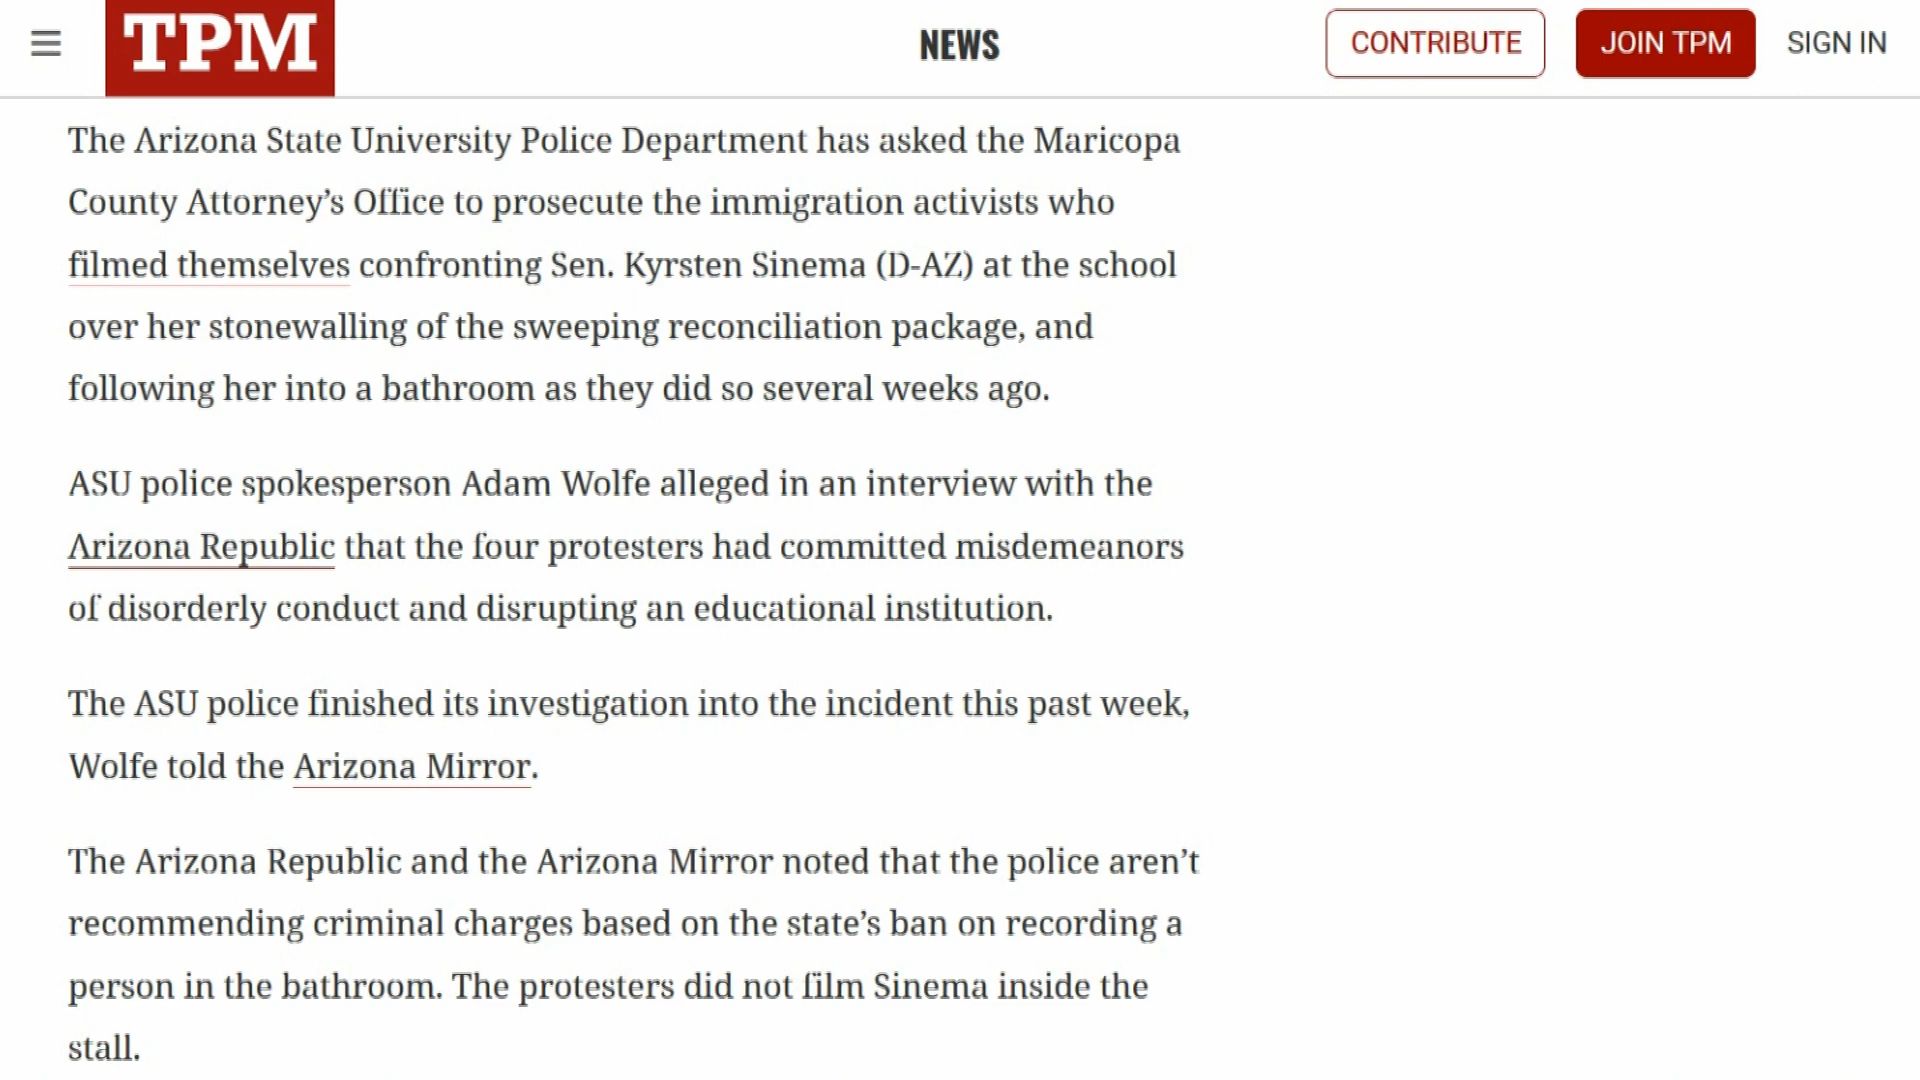 TPM
NEWS
CONTRIBUTE
JOIN TPM
SIGN IN
The Arizona State University Police Department has asked the Maricopa
County Attorney’s Office to prosecute the immigration activists who
filmed themselves confronting Sen. Kyrsten Sinema (D-AZ) at the school
over her stonewalling of the sweeping reconciliation package, and
following her into a bathroom as they did so several weeks ago.
ASU police spokesperson Adam Wolfe alleged in an interview with the
Arizona Republic that the four protesters had committed misdemeanors
of disorderly conduct and disrupting an educational institution.
The ASU police finished its investigation into the incident this past week,
Wolfe told the Arizona Mirror.
The Arizona Republic and the Arizona Mirror noted that the police aren’t
recommending criminal charges based on the state’s ban on recording a
person in the bathroom. The protesters did not film Sinema inside the
stall.